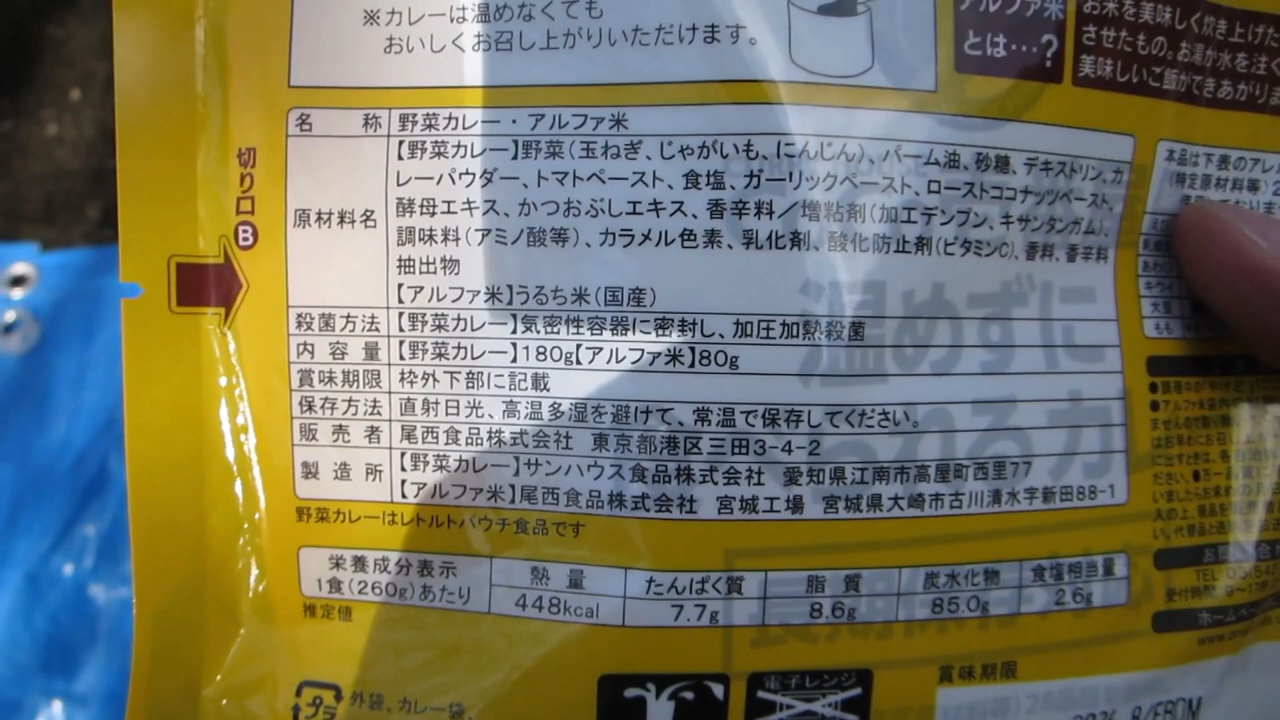 ※カレーは温めなくても
おいしくお召し上がりいただけます。
アルファ米
とは…?
お米を美味しく炊き上げた
させたもの。お湯か水を注ぐ
美味しいご飯ができあがりま
切り口B
名 称 野菜カレー・アルファ米
原材料名
【野菜カレー】野菜(玉ねぎ、じゃがいも、にんじん)、パーム油、砂糖、デキストリン、カ
レーパウダー、トマトペースト、食塩、ガーリックペースト、ローストココナッツペースト、
酵母エキス、かつおぶしエキス、香辛料/増粘剤(加工デンプン、キサンタンガム)、
調味料(アミノ酸等)、カラメル色素、乳化剤、酸化防止剤(ビタミンC)、香料、香辛料
抽出物
【アルファ米】うるち米(国産)
殺菌方法 【野菜カレー】気密性容器に密封し、加圧加熱殺菌
内容量 【野菜カレー】180g【アルファ米】80g
賞味期限 枠外下部に記載
保存方法 直射日光、高温多湿を避けて、常温で保存してください。
販売者 尾西食品株式会社 東京都港区三田3-4-2
製造所 【野菜カレー】サンハウス食品株式会社 愛知県江南市高屋町西里77
【アルファ米】尾西食品株式会社 宮城工場 宮城県大崎市古川清水字新田88-1
野菜カレーはレトルトパウチ食品です
本品は下表のアレ
(特定原材料等)2
あわび
キウイ
大豆
もも
栄養成分表示
1食(260g)あたり
熱量 たんぱく質 脂質 炭水化物 食塩相当量
448kcal 7.7g 8.6g 85.0g 2.6g
推定値
温めずに
プラ
外袋、カレー袋、
電子レンジ
賞味期限